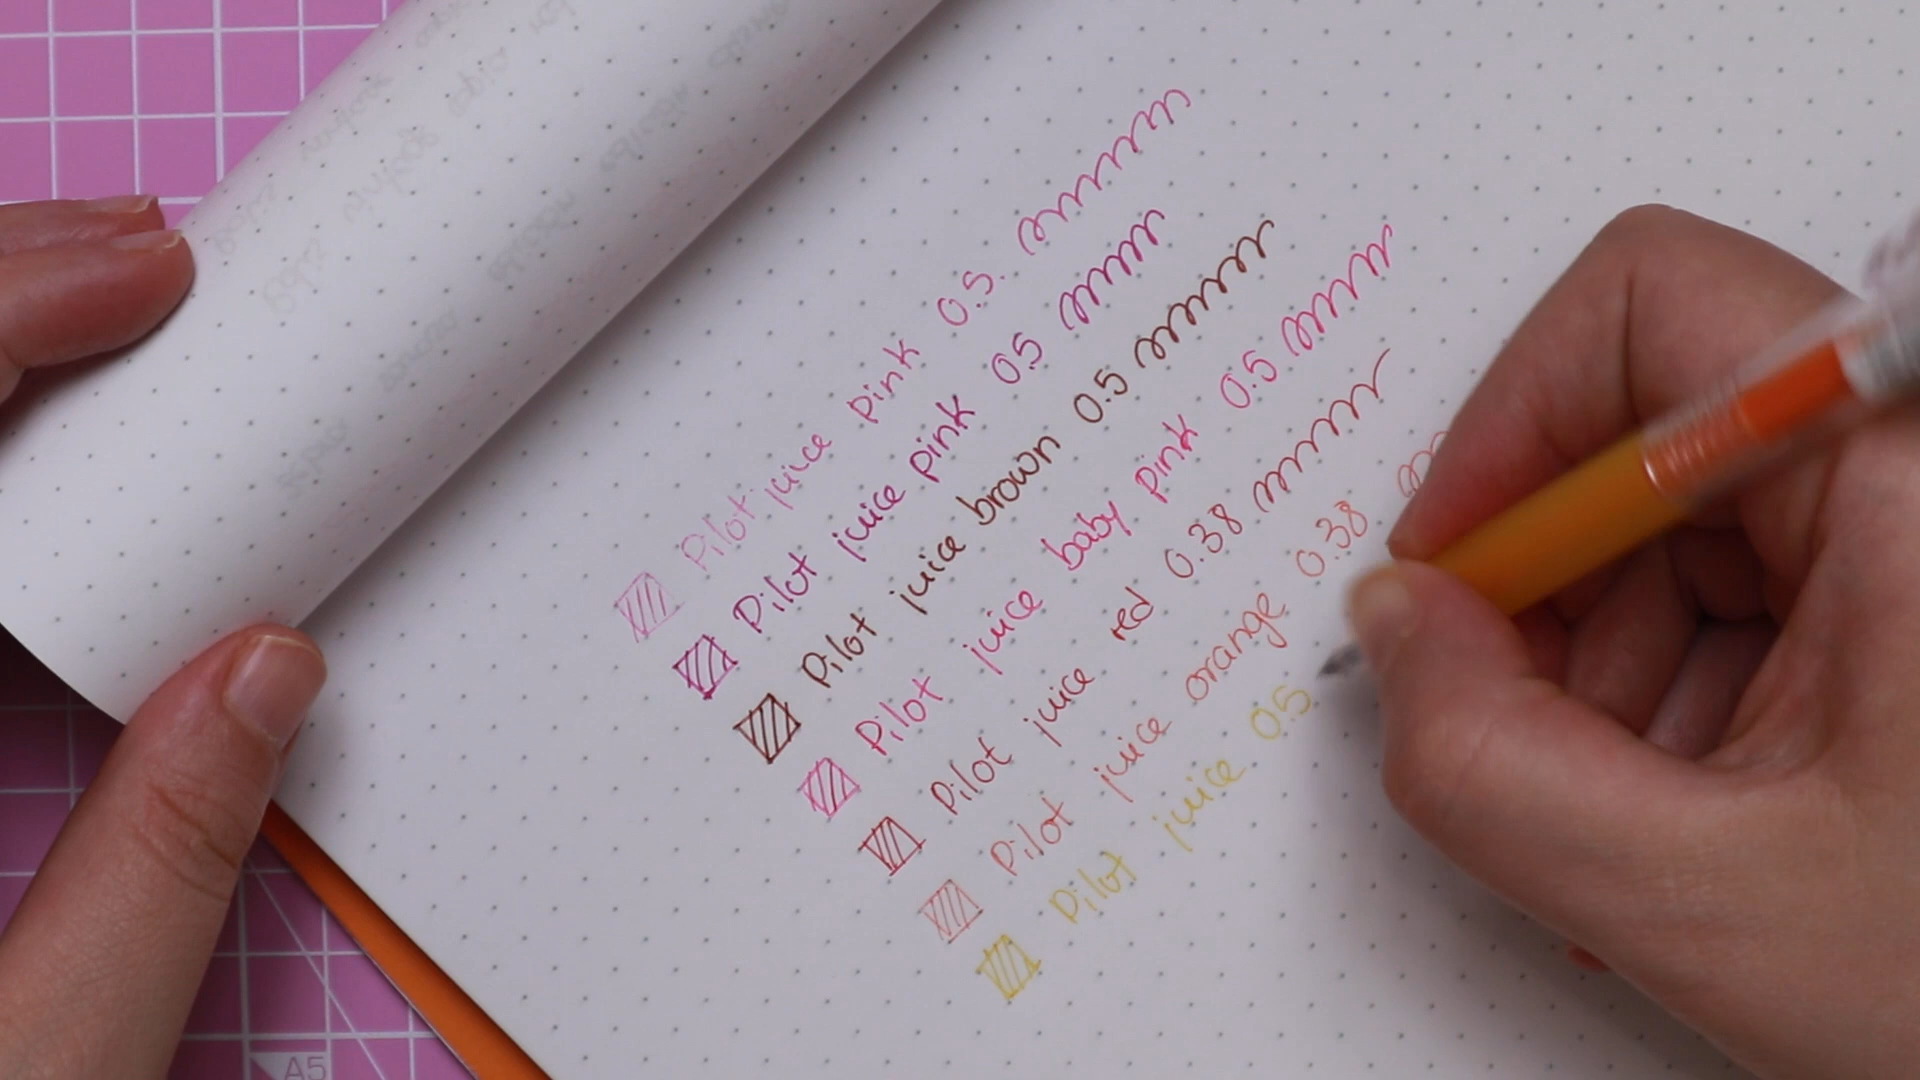 Pilot juice pink 0.5.
Pilot juice pink 0.5
Pilot juice brown 0.5
Pilot juice baby pink 0.5
Pilot juice red 0.38
Pilot juice orange 0.38
Pilot juice 0.5
A5